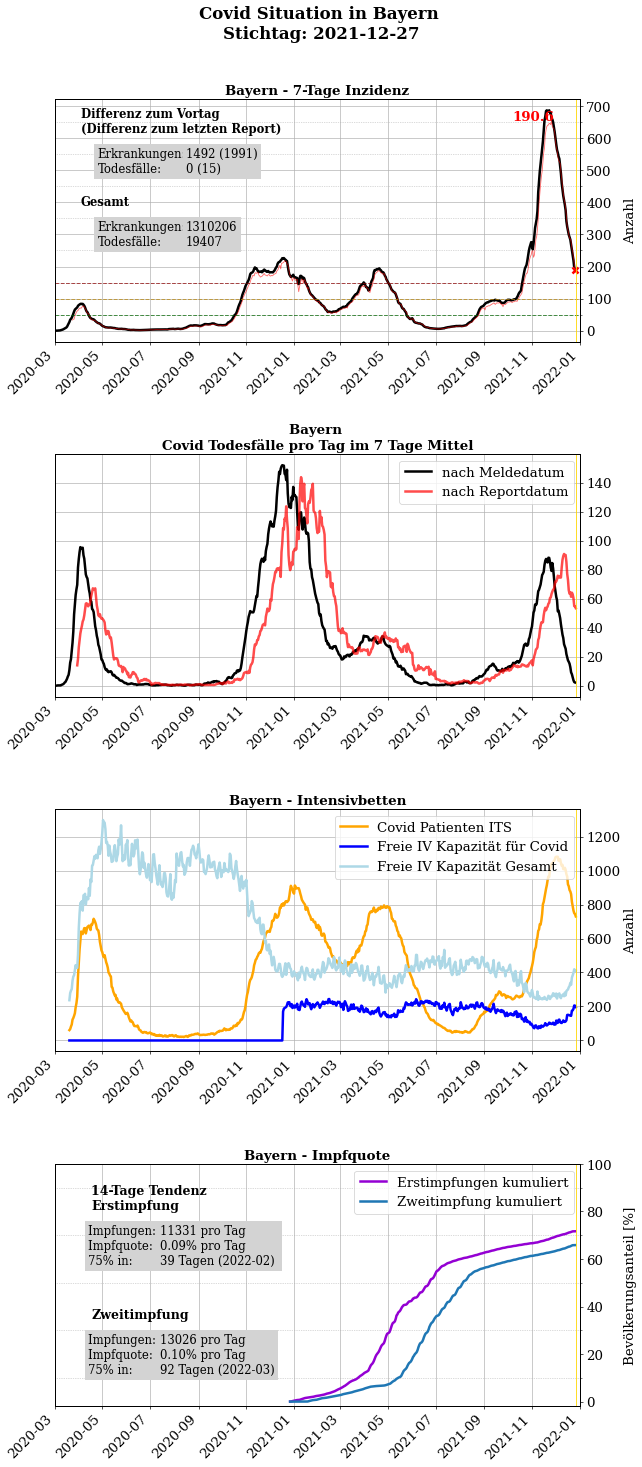 Covid Situation in Bayern
Stichtag: 2021-12-27
Bayern - 7-Tage Inzidenz
Differenz zum Vortag
(Differenz zum letzten Report)
Erkrankungen 1492 (1991)
Todesfälle: 0 (15)
Gesamt
Erkrankungen 1310206
Todesfälle: 19407
190.0
700
600
500
400
300
200
100
0
Anzahl
2020-03
2020-05
2020-07
2020-09
2020-11
2021-01
2021-03
2021-05
2021-07
2021-09
2021-11
2022-01
Bayern
Covid Todesfälle pro Tag im 7 Tage Mittel
nach Meldedatum
nach Reportdatum
140
120
100
80
60
40
20
0
2020-03
2020-05
2020-07
2020-09
2020-11
2021-01
2021-03
2021-05
2021-07
2021-09
2021-11
2022-01
Bayern - Intensivbetten
Covid Patienten ITS
Freie IV Kapazität für Covid
Freie IV Kapazität Gesamt
1200
1000
800
600
400
200
0
Anzahl
2020-03
2020-05
2020-07
2020-09
2020-11
2021-01
2021-03
2021-05
2021-07
2021-09
2021-11
2022-01
Bayern - Impfquote
14-Tage Tendenz
Erstimpfung
Impfungen: 11331 pro Tag
Impfquote: 0.09% pro Tag
75% in: 39 Tagen (2022-02)
Zweitimpfung
Impfungen: 13026 pro Tag
Impfquote: 0.10% pro Tag
75% in: 92 Tagen (2022-03)
Erstimpfungen kumuliert
Zweitimpfung kumuliert
100
80
60
40
20
0
Bevölkerungsanteil [%]
2020-03
2020-05
2020-07
2020-09
2020-11
2021-01
2021-03
2021-05
2021-07
2021-09
2021-11
2022-01